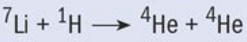 ⁷Li + ¹H ⟶ ⁴He + ⁴He